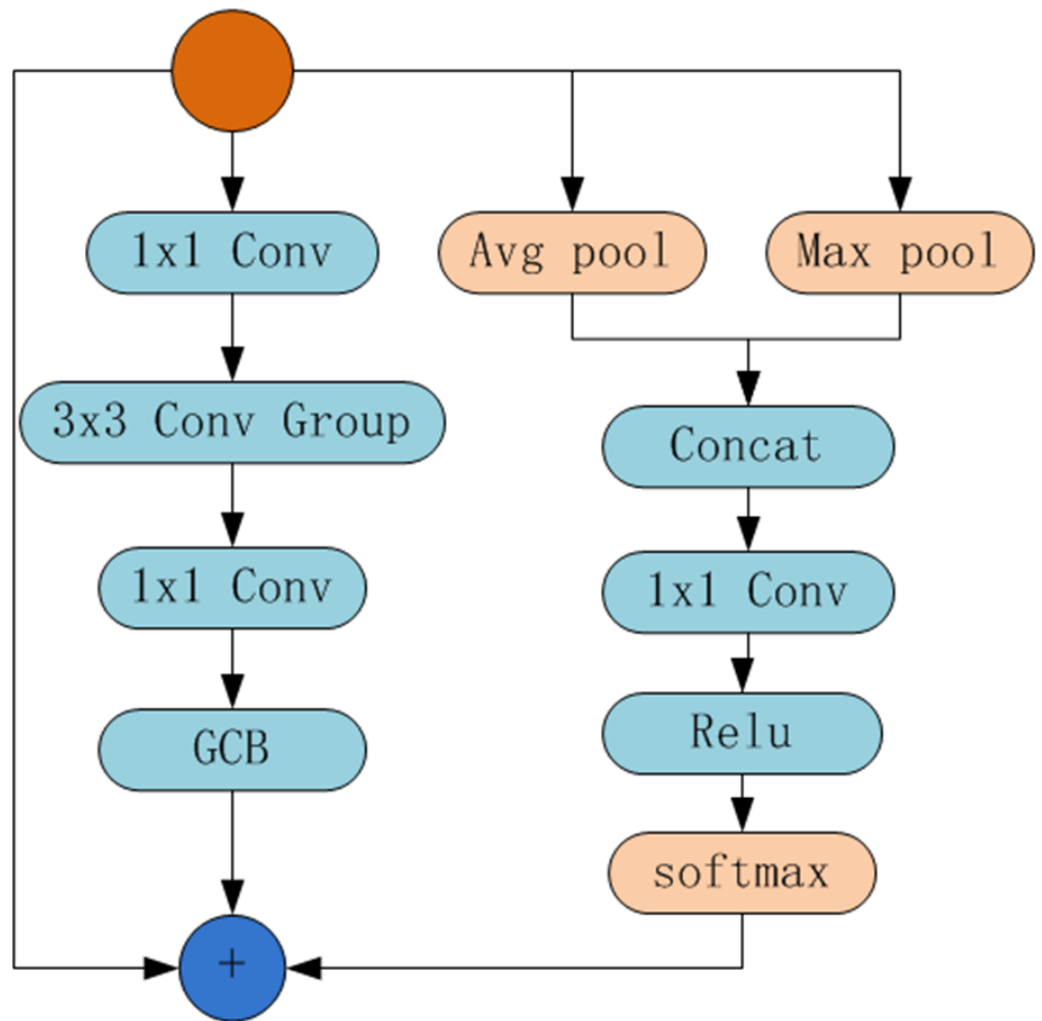 1x1 Conv
Avg pool
Max pool
3x3 Conv Group
Concat
1x1 Conv
1x1 Conv
Relu
GCB
softmax
+